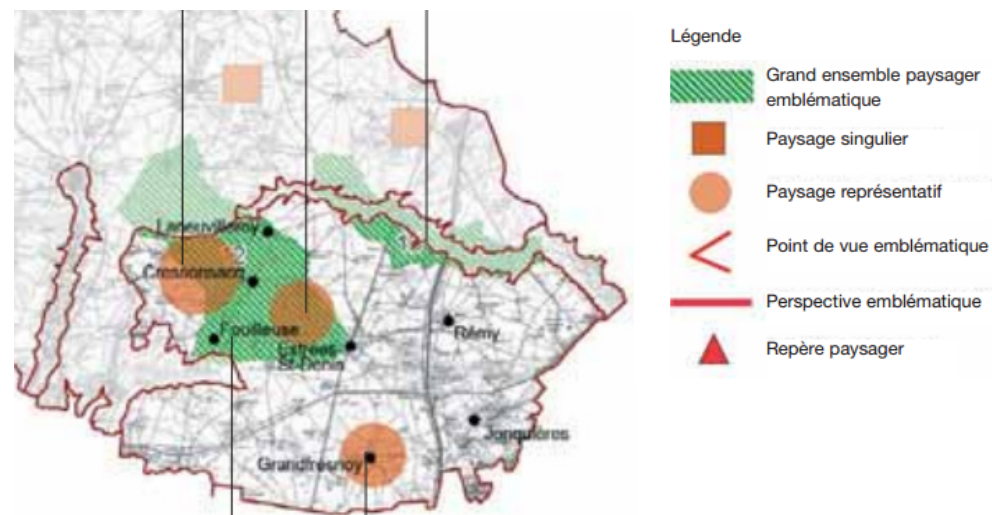 Légende
Grand ensemble paysager
emblématique
Paysage singulier
Paysage représentatif
Point de vue emblématique
Perspective emblématique
Repère paysager
1
Laneuvilleroy
2
Cressonsacq
Fouilleuse
Rémy
Estrées-
St-Denis
Jonquières
Grandfresnoy